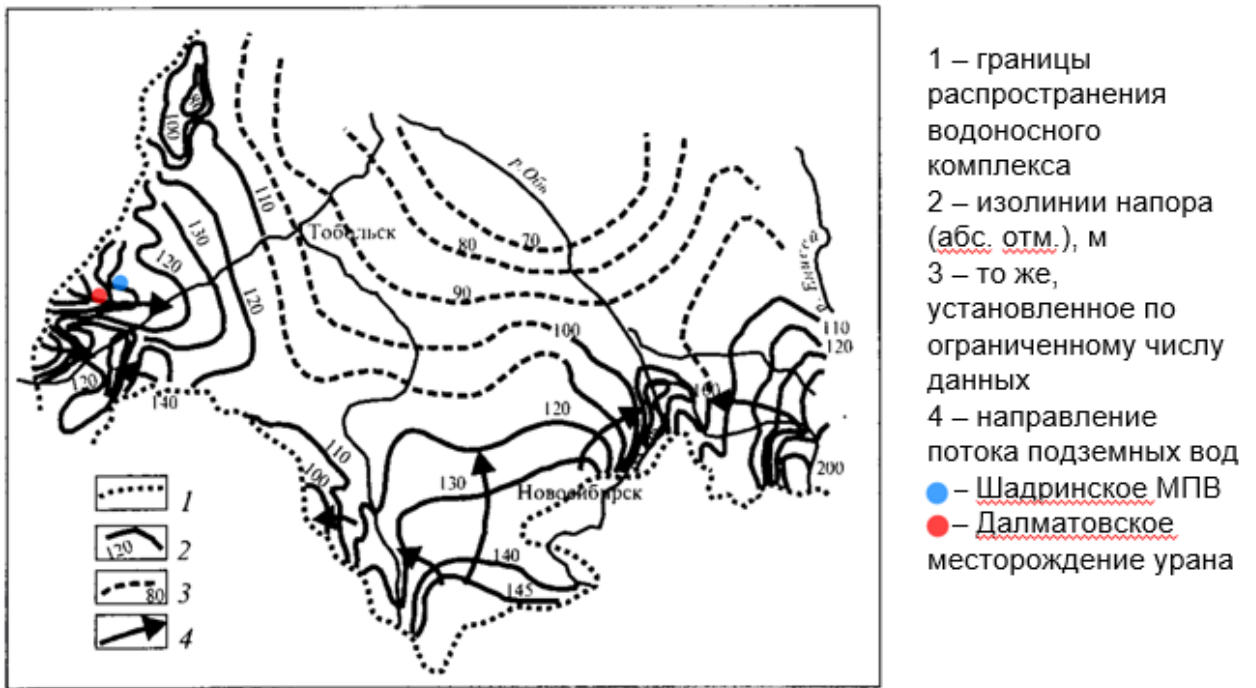 100
110
130
Тобольск
р. Обь
70
80
120
90
р. Енисей
120
100
110
120
120
140
120
110
100
130
Новосибирск
200
140
145
1
120
2
80
3
4
1 – границы
распространения
водоносного
комплекса
2 – изолинии напора
(абс. отм.), м
3 – то же,
установленное по
ограниченному числу
данных
4 – направление
потока подземных вод
– Шадринское МПВ
– Далматовское
месторождение урана